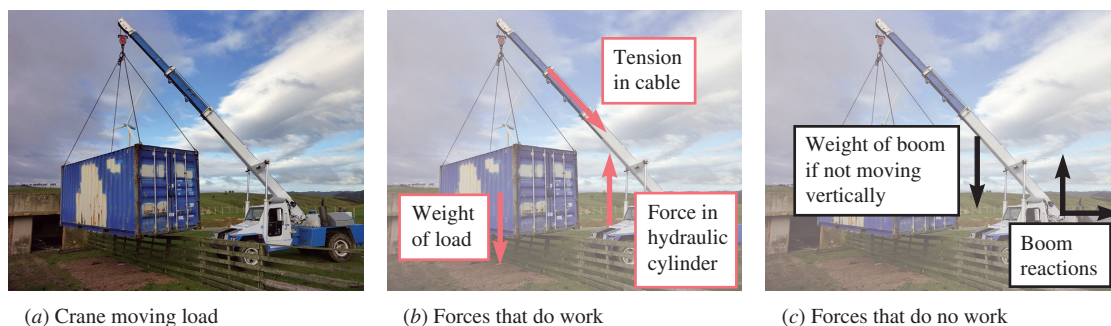 Tension
in cable
Weight
of load
Force in
hydraulic
cylinder
Weight of boom
if not moving
vertically
Boom
reactions
(a) Crane moving load
(b) Forces that do work
(c) Forces that do no work